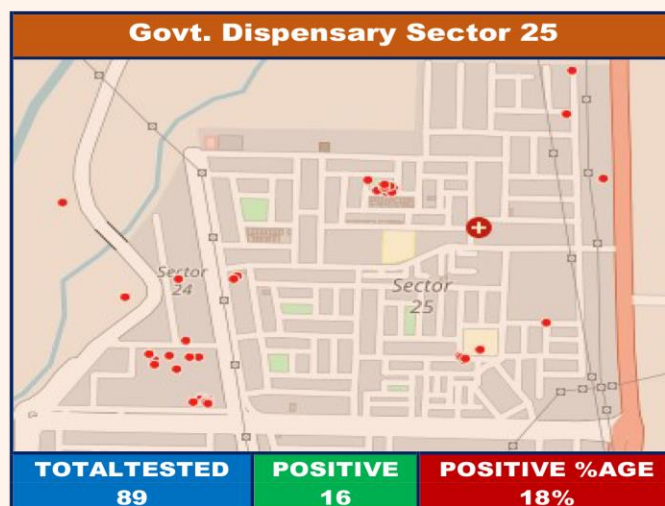 Govt. Dispensary Sector 25
Sector
24
Sector
25
TOTALTESTED
89
POSITIVE
16
POSITIVE %AGE
18%